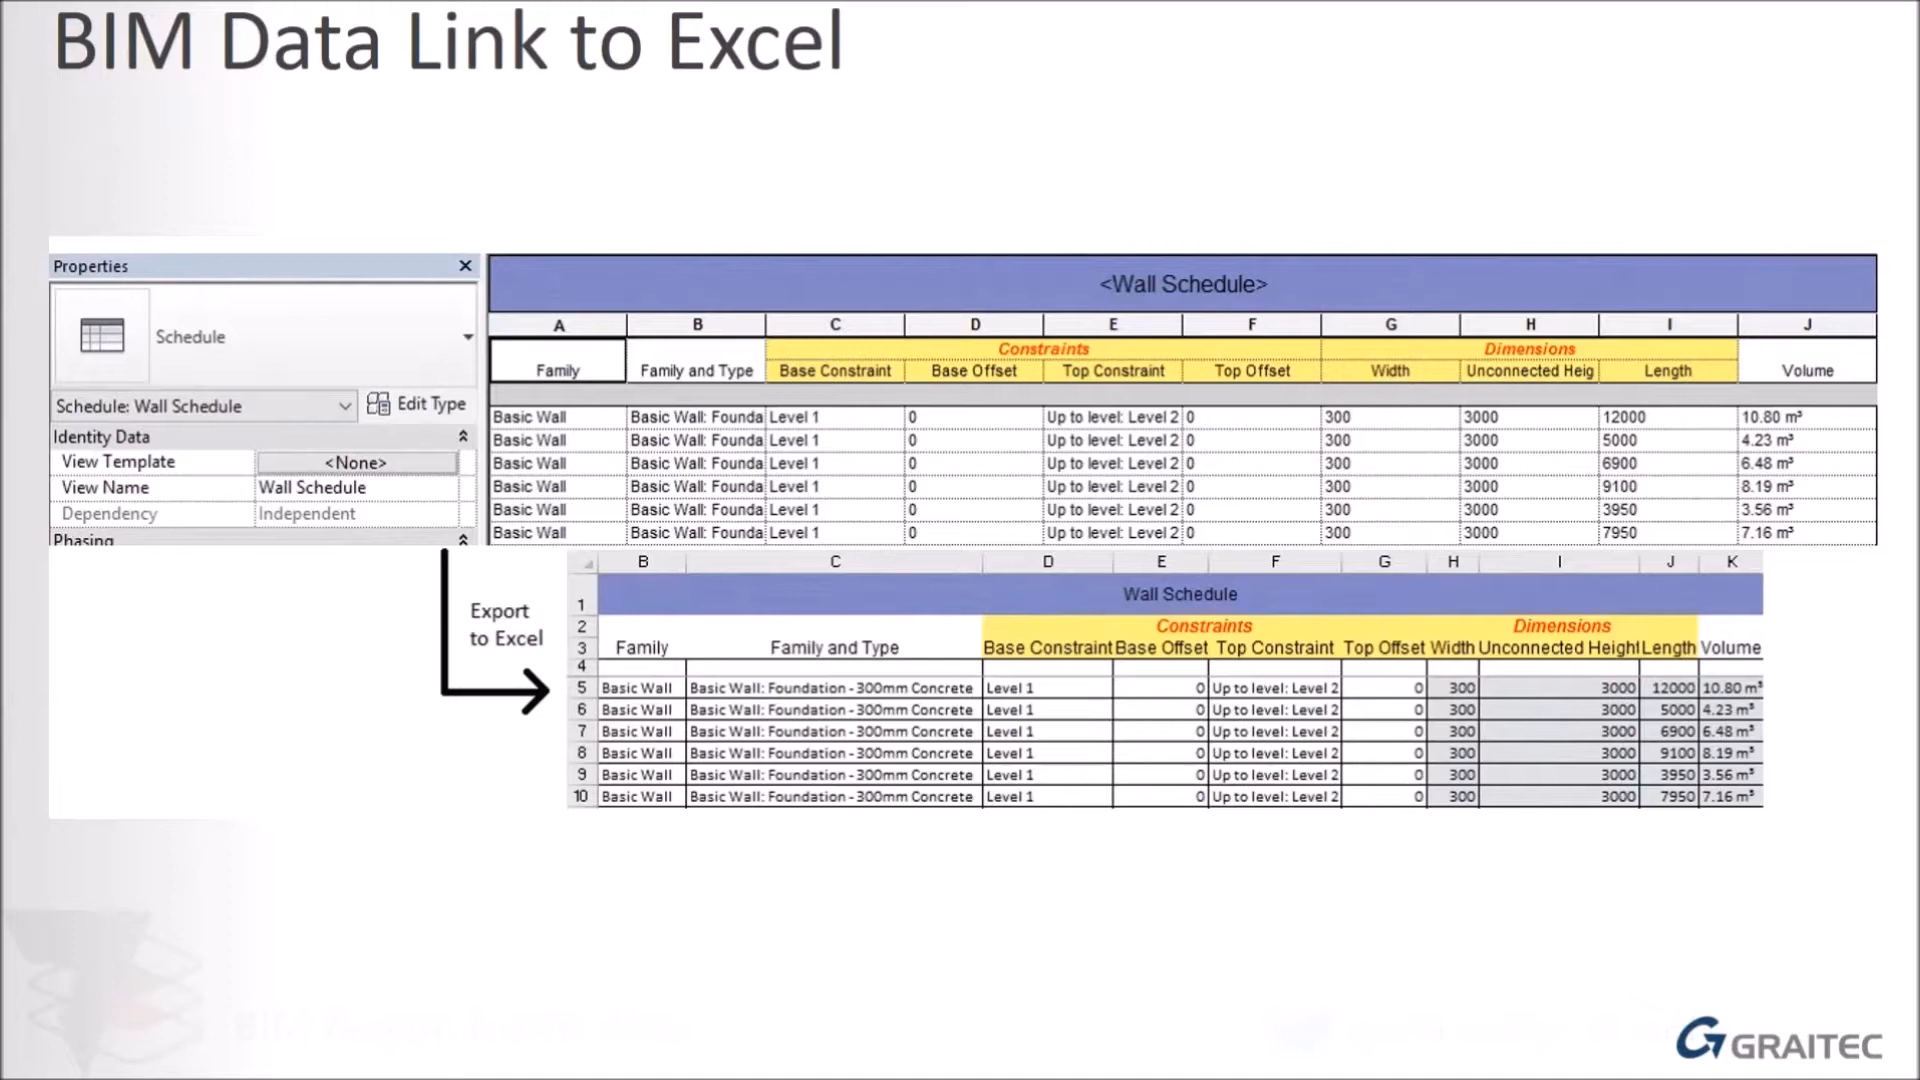 BIM Data Link to Excel
Properties
Schedule
Schedule: Wall Schedule Edit Type
Identity Data
View Template <None>
View Name Wall Schedule
Dependency Independent
Phasing
<Wall Schedule>
A B C D E F G H I J
Constraints Dimensions
Family Family and Type Base Constraint Base Offset Top Constraint Top Offset Width Unconnected Heig Length Volume
Basic Wall Basic Wall: Founda Level 1 0 Up to level: Level 2 0 300 3000 12000 10.80 m³
Basic Wall Basic Wall: Founda Level 1 0 Up to level: Level 2 0 300 3000 5000 4.23 m³
Basic Wall Basic Wall: Founda Level 1 0 Up to level: Level 2 0 300 3000 6900 6.48 m³
Basic Wall Basic Wall: Founda Level 1 0 Up to level: Level 2 0 300 3000 9100 8.19 m³
Basic Wall Basic Wall: Founda Level 1 0 Up to level: Level 2 0 300 3000 3950 3.56 m³
Basic Wall Basic Wall: Founda Level 1 0 Up to level: Level 2 0 300 3000 7950 7.16 m³
Export
to Excel
B C D E F G H I J K
1 Wall Schedule
2 Constraints Dimensions
3 Family Family and Type Base Constraint Base Offset Top Constraint Top Offset Width Unconnected Height Length Volume
4
5 Basic Wall Basic Wall: Foundation - 300mm Concrete Level 1 0 Up to level: Level 2 0 300 3000 12000 10.80 m³
6 Basic Wall Basic Wall: Foundation - 300mm Concrete Level 1 0 Up to level: Level 2 0 300 3000 5000 4.23 m³
7 Basic Wall Basic Wall: Foundation - 300mm Concrete Level 1 0 Up to level: Level 2 0 300 3000 6900 6.48 m³
8 Basic Wall Basic Wall: Foundation - 300mm Concrete Level 1 0 Up to level: Level 2 0 300 3000 9100 8.19 m³
9 Basic Wall Basic Wall: Foundation - 300mm Concrete Level 1 0 Up to level: Level 2 0 300 3000 3950 3.56 m³
10 Basic Wall Basic Wall: Foundation - 300mm Concrete Level 1 0 Up to level: Level 2 0 300 3000 7950 7.16 m³
GRAITEC